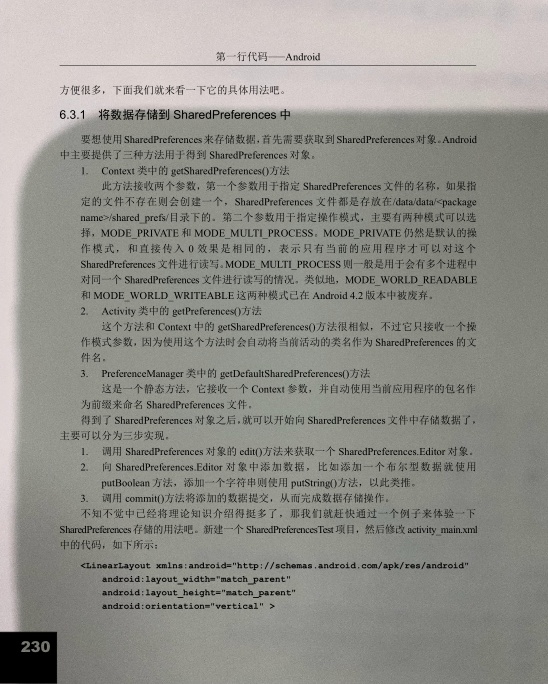 第一行代码——Android
方便很多，下面我们就来看一下它的具体用法吧。
6.3.1 将数据存储到 SharedPreferences 中
要想使用 SharedPreferences 来存储数据，首先需要获取到 SharedPreferences 对象。Android
中主要提供了三种方法用于得到 SharedPreferences 对象。
1. Context 类中的 getSharedPreferences()方法
此方法接收两个参数，第一个参数用于指定 SharedPreferences 文件的名称，如果指
定的文件不存在则会创建一个，SharedPreferences 文件都是存放在/data/data/<package
name>/shared_prefs/目录下的。第二个参数用于指定操作模式，主要有两种模式可以选
择，MODE_PRIVATE 和 MODE_MULTI_PROCESS。MODE_PRIVATE 仍然是默认的操
作模式，和直接传入 0 效果是相同的，表示只有当前的应用程序才可以对这个
SharedPreferences 文件进行读写。MODE_MULTI_PROCESS 则一般是用于会有多个进程中
对同一个 SharedPreferences 文件进行读写的情况。类似地，MODE_WORLD_READABLE
和 MODE_WORLD_WRITEABLE 这两种模式已在 Android 4.2 版本中被废弃。
2. Activity 类中的 getPreferences()方法
这个方法和 Context 中的 getSharedPreferences()方法很相似，不过它只接收一个操
作模式参数，因为使用这个方法时会自动将当前活动的类名作为 SharedPreferences 的文
件名。
3. PreferenceManager 类中的 getDefaultSharedPreferences()方法
这是一个静态方法，它接收一个 Context 参数，并自动使用当前应用程序的包名作
为前缀来命名 SharedPreferences 文件。
得到了 SharedPreferences 对象之后，就可以开始向 SharedPreferences 文件中存储数据了，
主要可以分为三步实现。
1. 调用 SharedPreferences 对象的 edit()方法来获取一个 SharedPreferences.Editor 对象。
2. 向 SharedPreferences.Editor 对象中添加数据，比如添加一个布尔型数据就使用
putBoolean 方法，添加一个字符串则使用 putString()方法，以此类推。
3. 调用 commit()方法将添加的数据提交，从而完成数据存储操作。
不知不觉中已经将理论知识介绍得挺多了，那我们就赶快通过一个例子来体验一下
SharedPreferences 存储的用法吧。新建一个 SharedPreferencesTest 项目，然后修改 activity_main.xml
中的代码，如下所示：
<LinearLayout xmlns:android="http://schemas.android.com/apk/res/android"
android:layout_width="match_parent"
android:layout_height="match_parent"
android:orientation="vertical" >
230